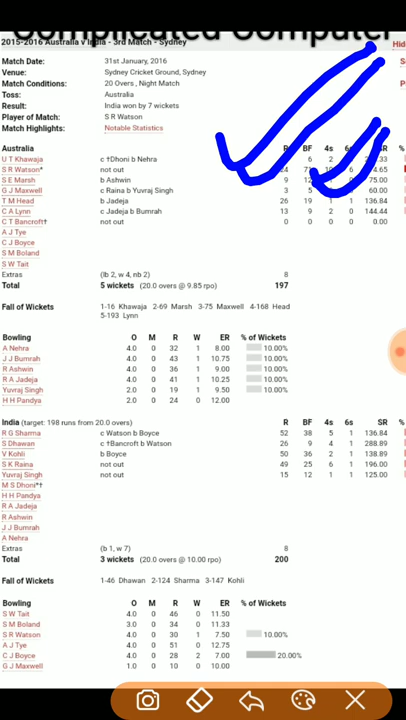 Complicated Computer
2015-2016 Australia v India - 3rd Match - Sydney Hid
Match Date: 31st January, 2016
Venue: Sydney Cricket Ground, Sydney
Match Conditions: 20 Overs, Night Match
Toss: Australia
Result: India won by 7 wickets
Player of Match: S R Watson
Match Highlights: Notable Statistics
Australia R BF 4s 6s SR %
U T Khawaja c †Dhoni b Nehra 6 2
S R Watson* not out
S E Marsh b Ashwin 9 12 75.00
G J Maxwell c Raina b Yuvraj Singh 3 5 60.00
T M Head b Jadeja 26 19 1 1 136.84
C A Lynn c Jadeja b Bumrah 13 9 2 0 144.44
C T Bancroft† not out 0 0 0 0 0.00
A J Tye
C J Boyce
S M Boland
S W Tait
Extras (lb 2, w 4, nb 2) 8
Total 5 wickets (20.0 overs @ 9.85 rpo) 197
Fall of Wickets 1-16 Khawaja 2-69 Marsh 3-75 Maxwell 4-168 Head
5-193 Lynn
Bowling O M R W ER % of Wickets
A Nehra 4.0 0 32 1 8.00 10.00%
J J Bumrah 4.0 0 43 1 10.75 10.00%
R Ashwin 4.0 0 36 1 9.00 10.00%
R A Jadeja 4.0 0 41 1 10.25 10.00%
Yuvraj Singh 2.0 0 19 1 9.50 10.00%
H H Pandya 2.0 0 24 0 12.00
India (target: 198 runs from 20.0 overs) R BF 4s 6s SR %
R G Sharma c Watson b Boyce 52 38 5 1 136.84
S Dhawan c †Bancroft b Watson 26 9 4 1 288.89
V Kohli b Boyce 50 36 2 1 138.89
S K Raina not out 49 25 6 1 196.00
Yuvraj Singh not out 15 12 1 1 125.00
M S Dhoni*†
H H Pandya
R A Jadeja
R Ashwin
J J Bumrah
A Nehra
Extras (b 1, w 7) 8
Total 3 wickets (20.0 overs @ 10.00 rpo) 200
Fall of Wickets 1-46 Dhawan 2-124 Sharma 3-147 Kohli
Bowling O M R W ER % of Wickets
S W Tait 4.0 0 46 0 11.50
S M Boland 3.0 0 34 0 11.33
S R Watson 4.0 0 30 1 7.50 10.00%
A J Tye 4.0 0 51 0 12.75
C J Boyce 4.0 0 28 2 7.00 20.00%
G J Maxwell 1.0 0 10 0 10.00